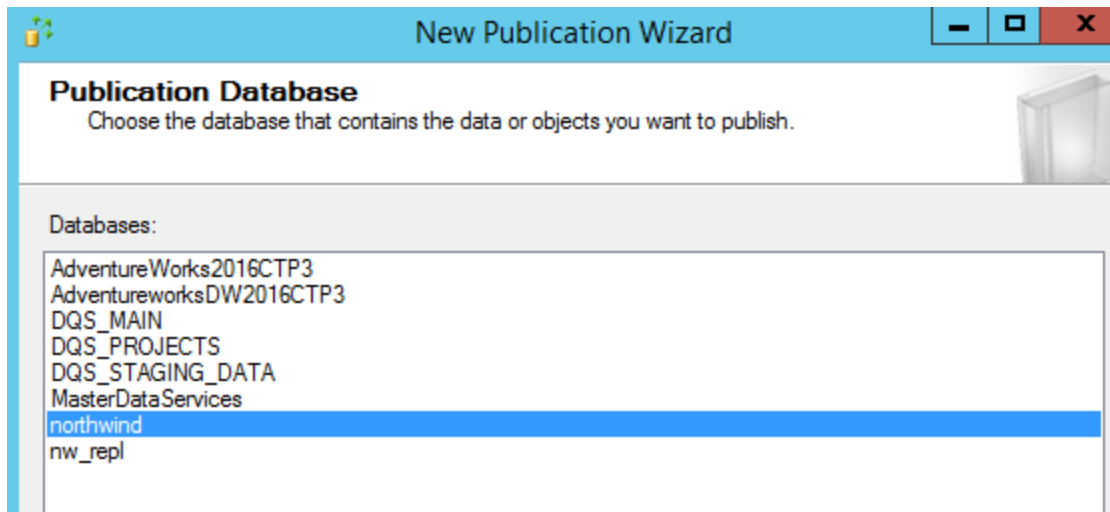 New Publication Wizard
Publication Database
Choose the database that contains the data or objects you want to publish.
Databases:
AdventureWorks2016CTP3
AdventureworksDW2016CTP3
DQS_MAIN
DQS_PROJECTS
DQS_STAGING_DATA
MasterDataServices
northwind
nw_repl